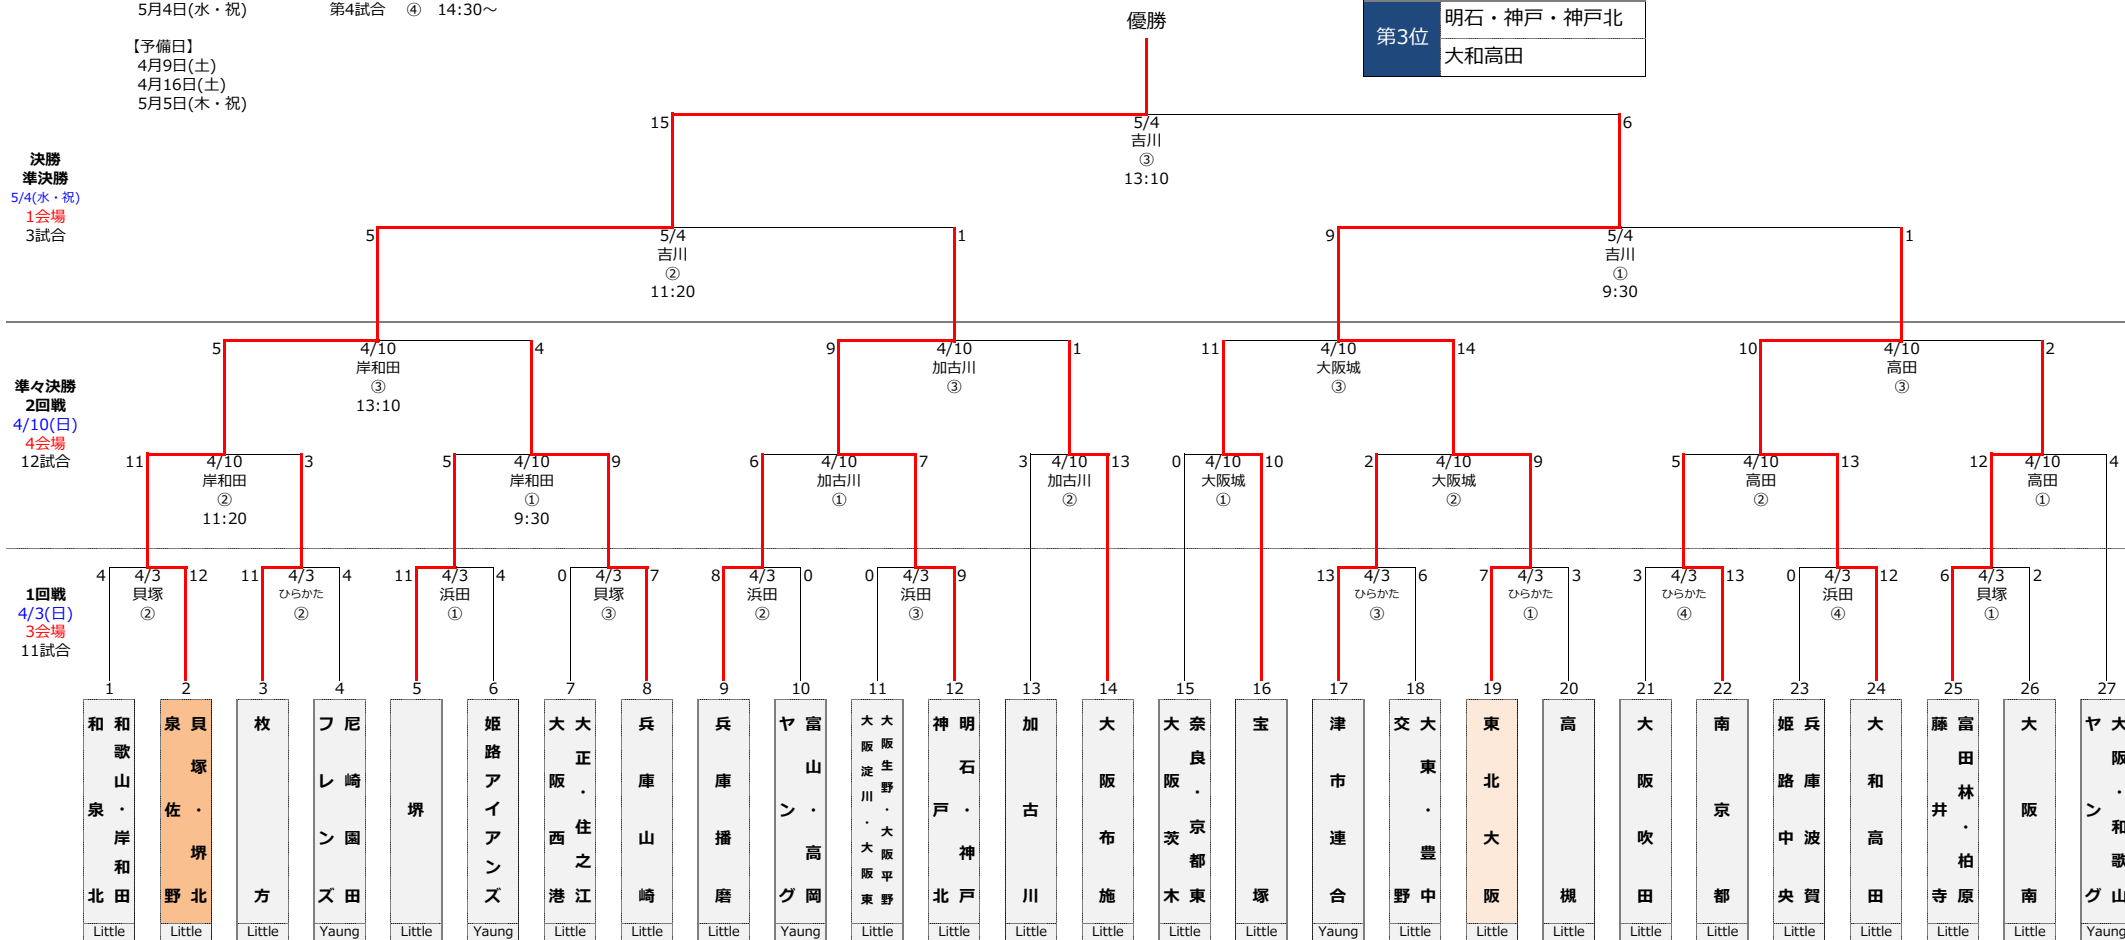 5月4日(水・祝) 第4試合 ④ 14:30～
【予備日】
4月9日(土)
4月16日(土)
5月5日(木・祝)
優勝
第3位
明石・神戸・神戸北
大和高田
15 5/4 6
吉川
③
13:10
決勝
準決勝
5/4(水・祝)
1会場
3試合
5 5/4 1
吉川
②
11:20
9 5/4 1
吉川
①
9:30
準々決勝
2回戦
4/10(日)
4会場
12試合
5 4/10 4
岸和田
③
13:10
9 4/10 1
加古川
③
11 4/10 14
大阪城
③
10 4/10 2
高田
③
11 4/10 3
岸和田
②
11:20
5 4/10 9
岸和田
①
9:30
6 4/10 7
加古川
①
3 4/10 13
加古川
②
0 4/10 10
大阪城
①
2 4/10 9
大阪城
②
5 4/10 13
高田
②
12 4/10 4
高田
①
1回戦
4/3(日)
3会場
11試合
4 4/3 12
貝塚
②
11 4/3 4
ひらかた
②
11 4/3 4
浜田
①
0 4/3 7
貝塚
③
8 4/3 0
浜田
②
0 4/3 9
浜田
③
13 4/3 6
ひらかた
③
7 4/3 3
ひらかた
①
3 4/3 13
ひらかた
④
0 4/3 12
浜田
④
6 4/3 2
貝塚
①
1 2 3 4 5 6 7 8 9 10 11 12 13 14 15 16 17 18 19 20 21 22 23 24 25 26 27
和歌山・岸和田
和泉北
貝塚・堺北
泉佐野
枚方
尼崎園田
フレンズ
堺
姫路アイアンズ
大正・住之江
大阪西港
兵庫山崎
兵庫播磨
富山・高岡
ヤング
大阪生野・大阪平野
大阪淀川・大阪東
明石・神戸
神戸北
加古川
大阪布施
奈良・京都東
大阪茨木
宝塚
津市連合
大東・豊中
交野
東北大阪
高槻
大阪吹田
南京都
兵庫波賀
姫路中央
大和高田
富田林・柏原
藤井寺
大阪南
大阪・和歌山
ヤング
Little Little Little Yaung Little Yaung Little Little Little Yaung Little Little Little Little Little Little Yaung Little Little Little Little Little Little Little Little Little Yaung